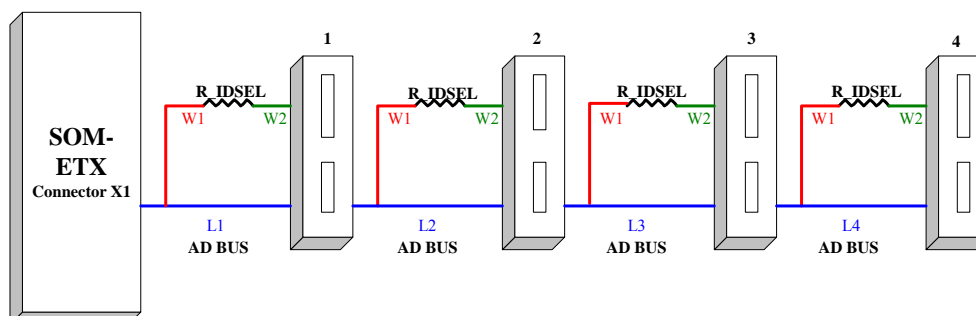 1
2
3
4
R_IDSEL
R_IDSEL
R_IDSEL
R_IDSEL
W1
W2
W1
W2
W1
W2
W1
W2
SOM-
ETX
Connector X1
L1
L2
L3
L4
AD BUS
AD BUS
AD BUS
AD BUS